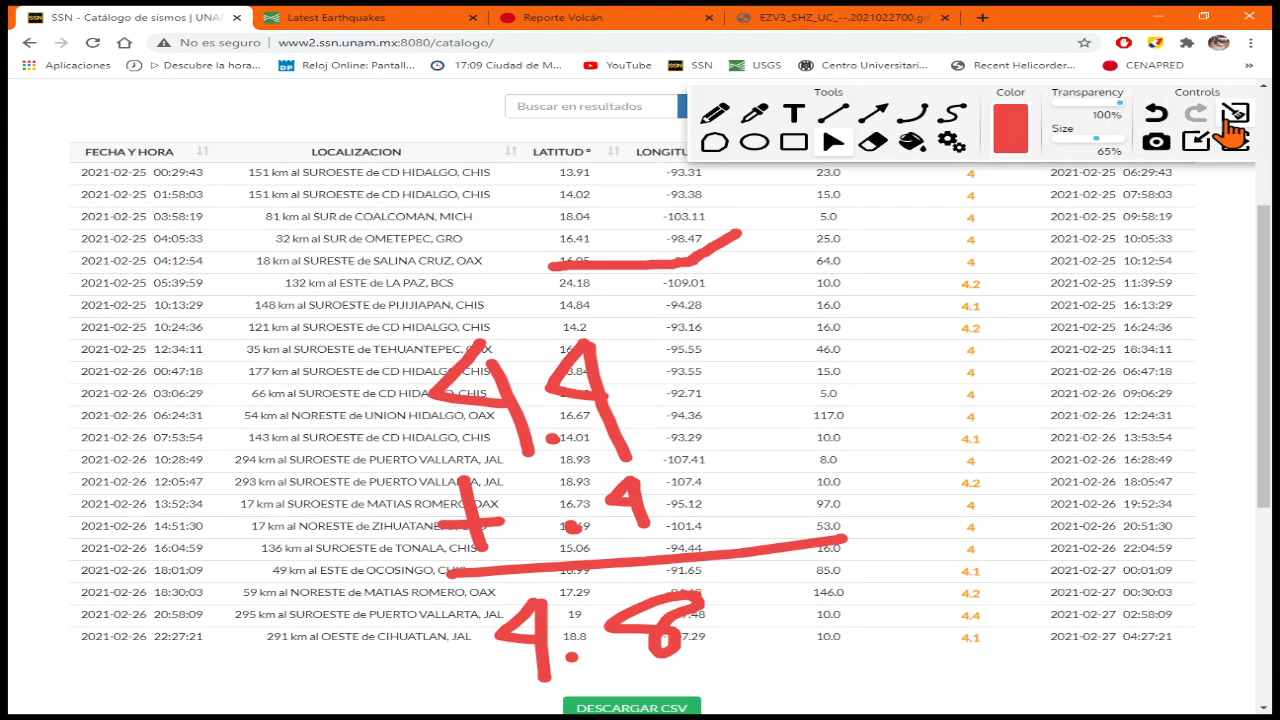 SSN - Catálogo de sismos | UNAM
Latest Earthquakes
Reporte Volcán
EZV3_SHZ_UC_--.2021022700.gif
No es seguro | www2.ssn.unam.mx:8080/catalogo/
Aplicaciones
▷ Descubre la hora...
Reloj Online: Pantall...
17:09 Ciudad de M...
YouTube
SSN
USGS
Centro Universitari...
Recent Helicorder...
CENAPRED
»
Buscar en resultados
Tools
Color
Transparency
100%
Size
65%
Controls
FECHA Y HORA LOCALIZACION LATITUD °
2021-02-25 00:29:43 151 km al SUROESTE de CD HIDALGO, CHIS 13.91 -93.31 23.0 4 2021-02-25 06:29:43
2021-02-25 01:58:03 151 km al SUROESTE de CD HIDALGO, CHIS 14.02 -93.38 15.0 4 2021-02-25 07:58:03
2021-02-25 03:58:19 81 km al SUR de COALCOMAN, MICH 18.04 -103.11 5.0 4 2021-02-25 09:58:19
2021-02-25 04:05:33 32 km al SUR de OMETEPEC, GRO 16.41 -98.47 25.0 4 2021-02-25 10:05:33
2021-02-25 04:12:54 18 km al SURESTE de SALINA CRUZ, OAX 64.0 4 2021-02-25 10:12:54
2021-02-25 05:39:59 132 km al ESTE de LA PAZ, BCS 24.18 -109.01 10.0 4.2 2021-02-25 11:39:59
2021-02-25 10:13:29 148 km al SUROESTE de PIJIJIAPAN, CHIS 14.84 -94.28 16.0 4.1 2021-02-25 16:13:29
2021-02-25 10:24:36 121 km al SUROESTE de CD HIDALGO, CHIS 14.2 -93.16 16.0 4.2 2021-02-25 16:24:36
2021-02-25 12:34:11 35 km al SUROESTE de TEHUANTEPEC, -95.55 46.0 4 2021-02-25 18:34:11
2021-02-26 00:47:18 177 km al SUROESTE de CD HIDALGO, CHIS -93.55 15.0 4 2021-02-26 06:47:18
2021-02-26 03:06:29 66 km al SUROESTE de CD CHIS -92.71 5.0 4 2021-02-26 09:06:29
2021-02-26 06:24:31 54 km al NORESTE de UNION HIDALGO, OAX 16.67 -94.36 117.0 4 2021-02-26 12:24:31
2021-02-26 07:53:54 143 km al SUROESTE de CD HIDALGO, CHIS 14.01 -93.29 10.0 4.1 2021-02-26 13:53:54
2021-02-26 10:28:49 294 km al SUROESTE de PUERTO VALLARTA, JAL 18.93 -107.41 8.0 4 2021-02-26 16:28:49
2021-02-26 12:05:47 293 km al SUROESTE de PUERTO VALLARTA, JAL 18.93 -107.4 10.0 4.2 2021-02-26 18:05:47
2021-02-26 13:52:34 17 km al SUROESTE de MATIAS ROMERO, OAX 16.73 -95.12 97.0 4 2021-02-26 19:52:34
2021-02-26 14:51:30 17 km al NORESTE de -101.4 53.0 4 2021-02-26 20:51:30
2021-02-26 16:04:59 136 km al SUROESTE de TONALA, CHIS 15.06 -94.44 16.0 4 2021-02-26 22:04:59
2021-02-26 18:01:09 49 km al ESTE de OCOSINGO, -91.65 85.0 4.1 2021-02-27 00:01:09
2021-02-26 18:30:03 59 km al NORESTE de MATIAS ROMERO, OAX 17.29 146.0 4.2 2021-02-27 00:30:03
2021-02-26 20:58:09 295 km al SUROESTE de PUERTO VALLARTA, JAL 19 10.0 4.4 2021-02-27 02:58:09
2021-02-26 22:27:21 291 km al OESTE de CIHUATLAN, JAL 18.8 10.0 4.1 2021-02-27 04:27:21
4.4
+ .4
4.8
DESCARGAR CSV